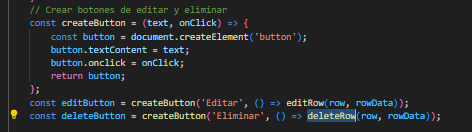 // Crear botones de editar y eliminar
const createButton = (text, onClick) => {
const button = document.createElement('button');
button.textContent = text;
button.onclick = onClick;
return button;
};
const editButton = createButton('Editar', () => editRow(row, rowData));
const deleteButton = createButton('Eliminar', () => deleteRow(row, rowData));